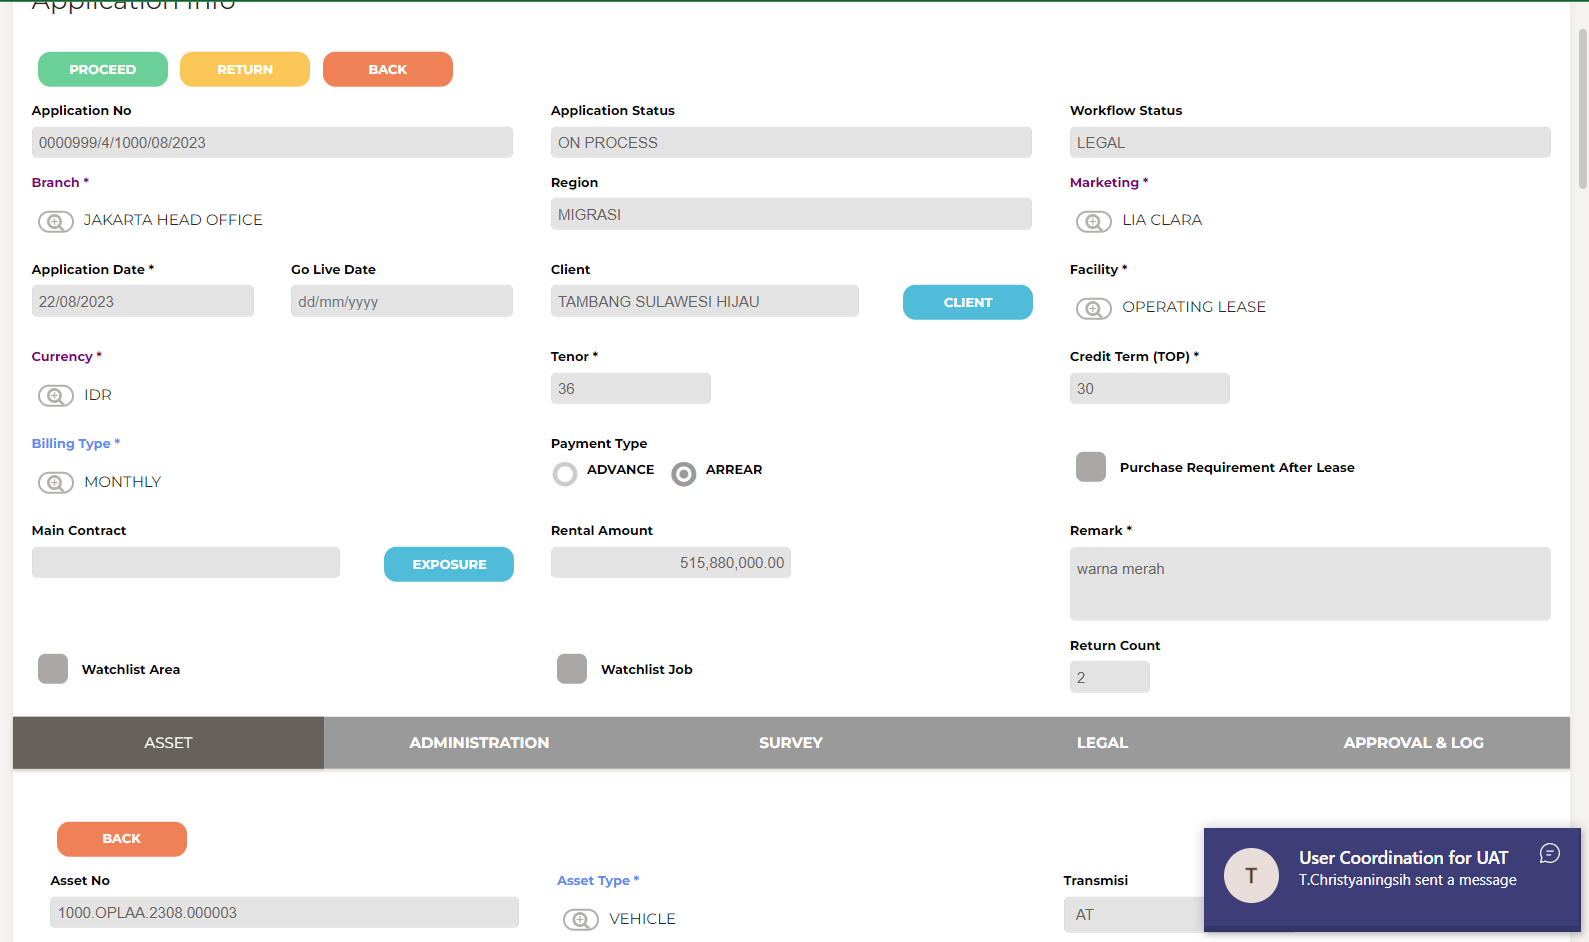 Application Info
PROCEED
RETURN
BACK
Application No
Application Status
Workflow Status
0000999/4/1000/08/2023
ON PROCESS
LEGAL
Branch *
Region
Marketing *
JAKARTA HEAD OFFICE
MIGRASI
LIA CLARA
Application Date *
Go Live Date
Client
Facility *
22/08/2023
dd/mm/yyyy
TAMBANG SULAWESI HIJAU
CLIENT
OPERATING LEASE
Currency *
Tenor *
Credit Term (TOP) *
IDR
36
30
Billing Type *
Payment Type
MONTHLY
ADVANCE
ARREAR
Purchase Requirement After Lease
Main Contract
Rental Amount
Remark *
EXPOSURE
515,880,000.00
warna merah
Watchlist Area
Watchlist Job
Return Count
2
ASSET
ADMINISTRATION
SURVEY
LEGAL
APPROVAL & LOG
BACK
Asset No
Asset Type *
Transmisi
1000.OPLAA.2308.000003
VEHICLE
AT
T
User Coordination for UAT
T.Christyaningsih sent a message